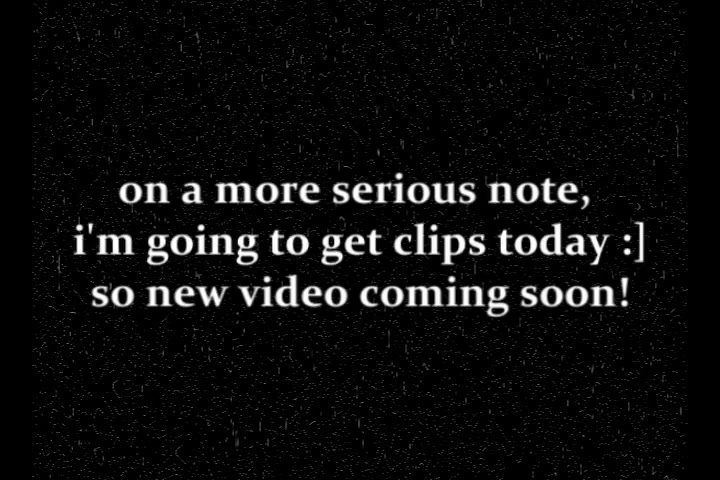 on a more serious note,
i'm going to get clips today :]
so new video coming soon!